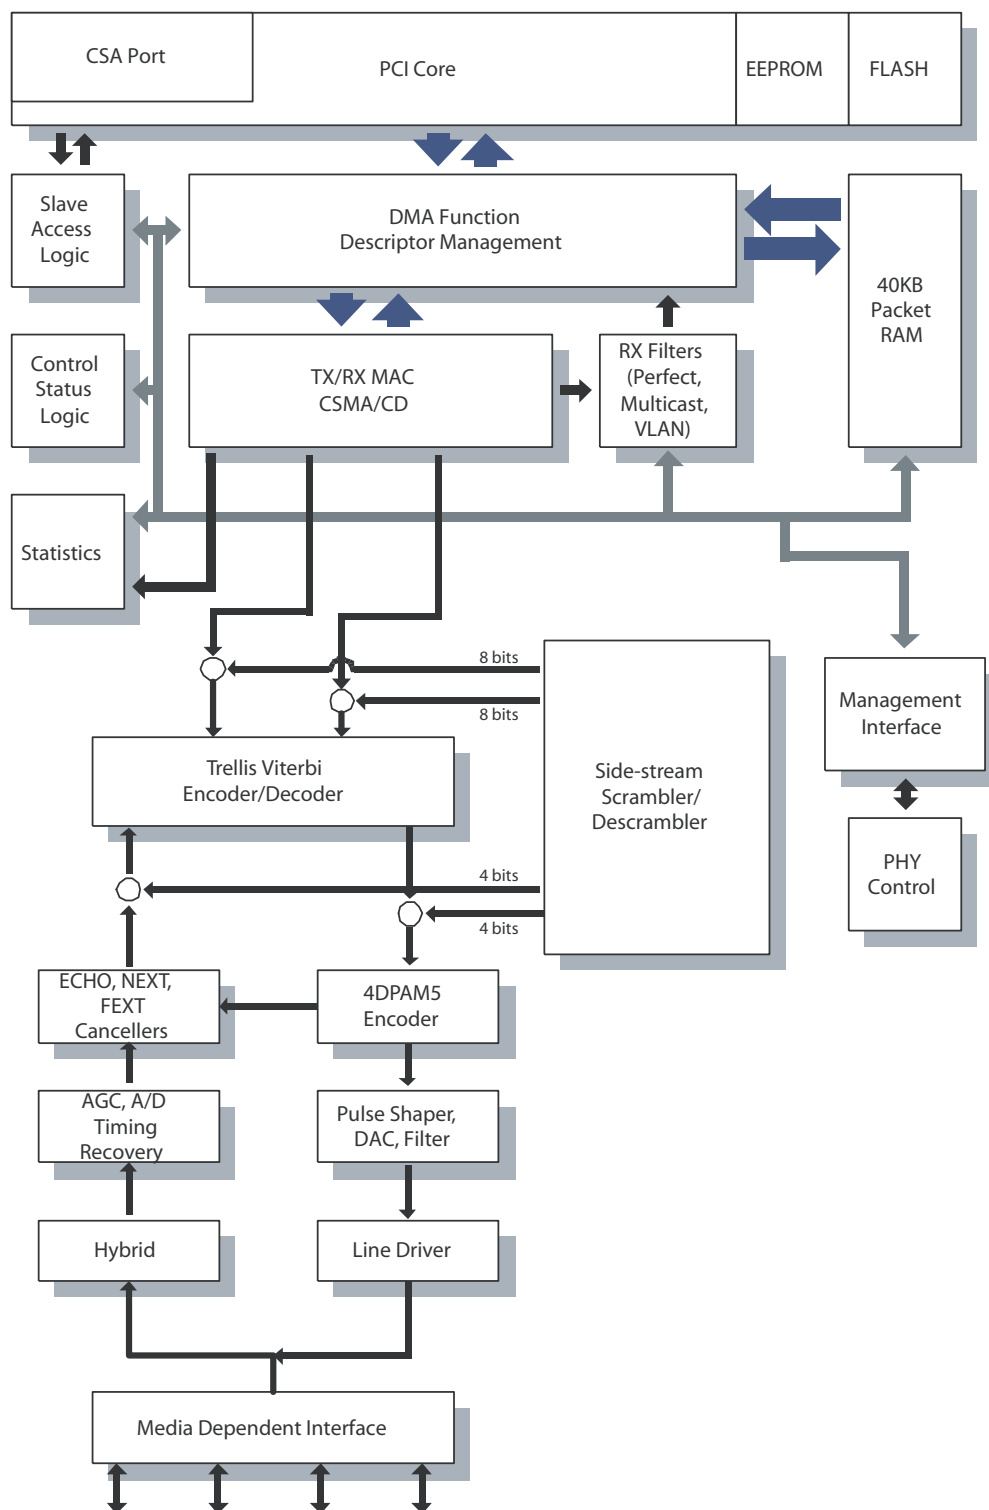 CSA Port
PCI Core
EEPROM
FLASH
Slave
Access
Logic
DMA Function
Descriptor Management
40KB
Packet
RAM
Control
Status
Logic
TX/RX MAC
CSMA/CD
RX Filters
(Perfect,
Multicast,
VLAN)
Statistics
8 bits
8 bits
Management
Interface
Trellis Viterbi
Encoder/Decoder
Side-stream
Scrambler/
Descrambler
PHY
Control
4 bits
4 bits
ECHO, NEXT,
FEXT
Cancellers
4DPAM5
Encoder
AGC, A/D
Timing
Recovery
Pulse Shaper,
DAC, Filter
Hybrid
Line Driver
Media Dependent Interface